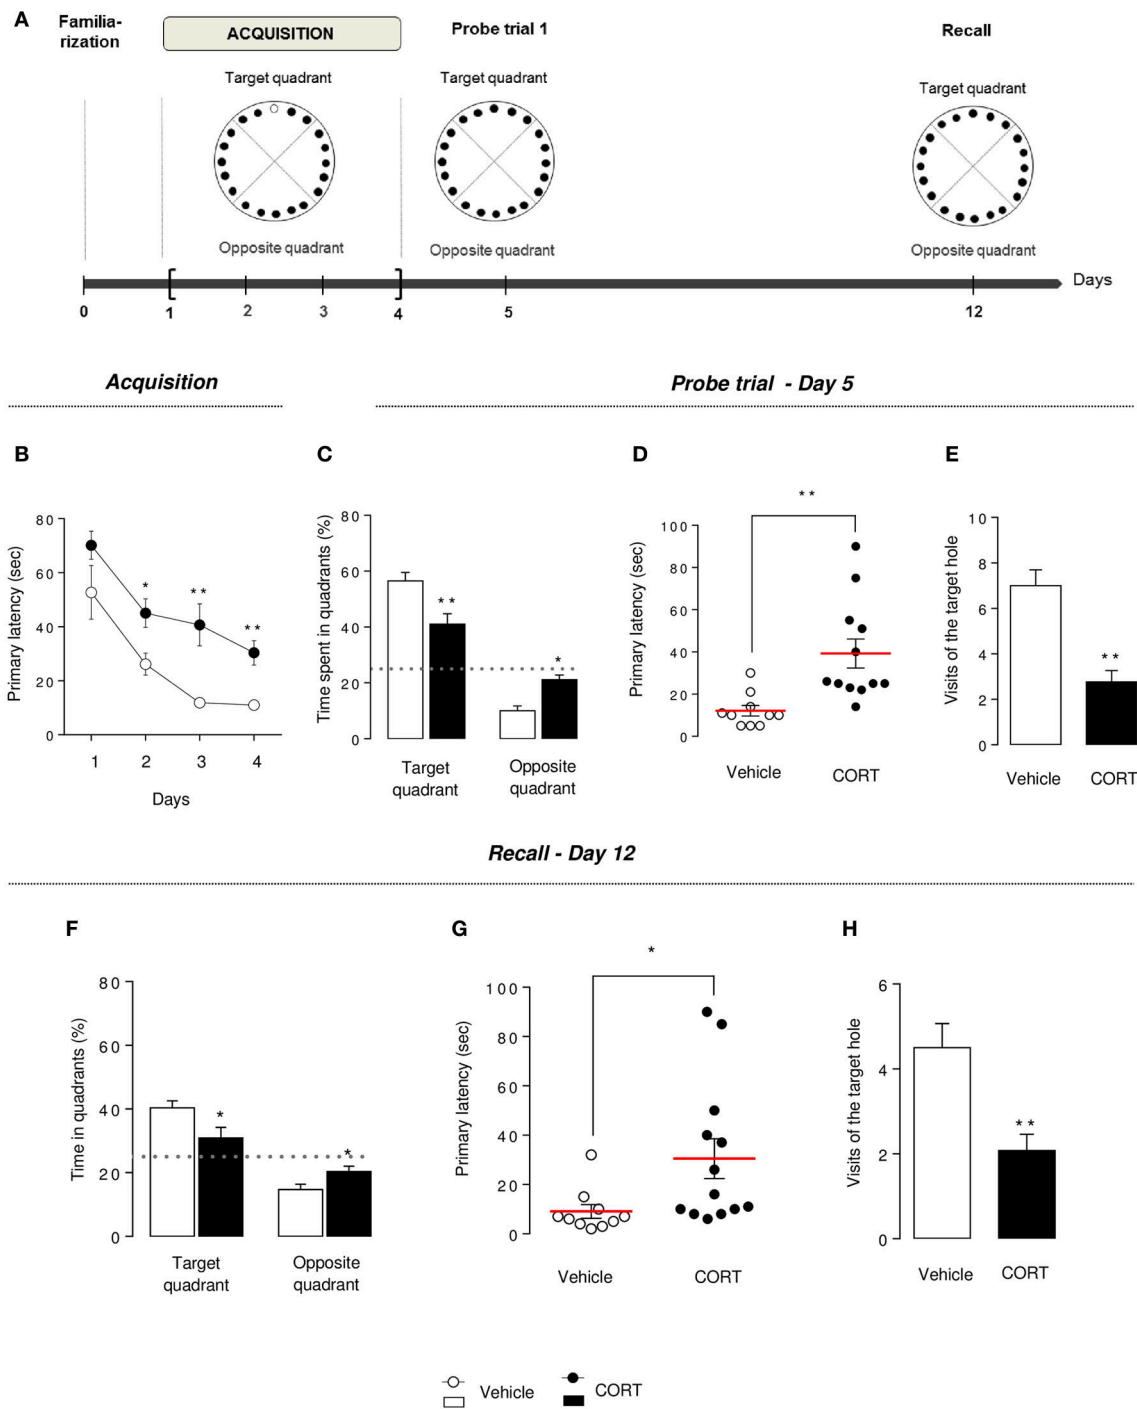 A
Familia-
rization
ACQUISITION
Probe trial 1
Recall
Target quadrant
Target quadrant
Target quadrant
Opposite quadrant
Opposite quadrant
Opposite quadrant
Days
0
1
2
3
4
5
12
Acquisition
Probe trial - Day 5
B
Primary latency (sec)
80
60
40
20
0
*
**
**
1
2
3
4
Days
C
Time spent in quadrants (%)
80
60
40
20
0
**
*
Target
quadrant
Opposite
quadrant
D
Primary latency (sec)
100
80
60
40
20
0
**
Vehicle
CORT
E
Visits of the target hole
10
8
6
4
2
0
**
Vehicle
CORT
Recall - Day 12
F
Time in quadrants (%)
80
60
40
20
0
*
*
Target
quadrant
Opposite
quadrant
G
Primary latency (sec)
100
80
60
40
20
0
*
Vehicle
CORT
H
Visits of the target hole
6
4
2
0
**
Vehicle
CORT
Vehicle
CORT